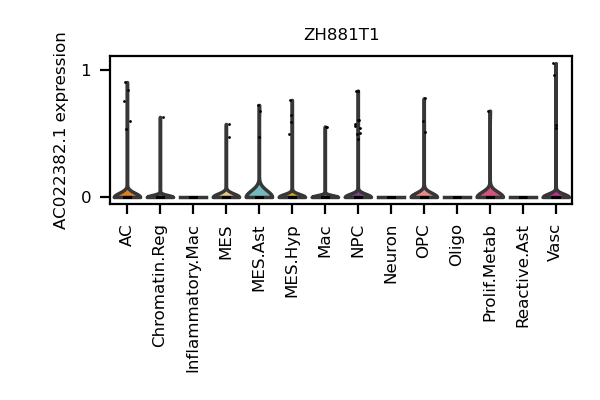 ZH881T1
AC022382.1 expression
1
0
AC
Chromatin.Reg
Inflammatory.Mac
MES
MES.Ast
MES.Hyp
Mac
NPC
Neuron
OPC
Oligo
Prolif.Metab
Reactive.Ast
Vasc